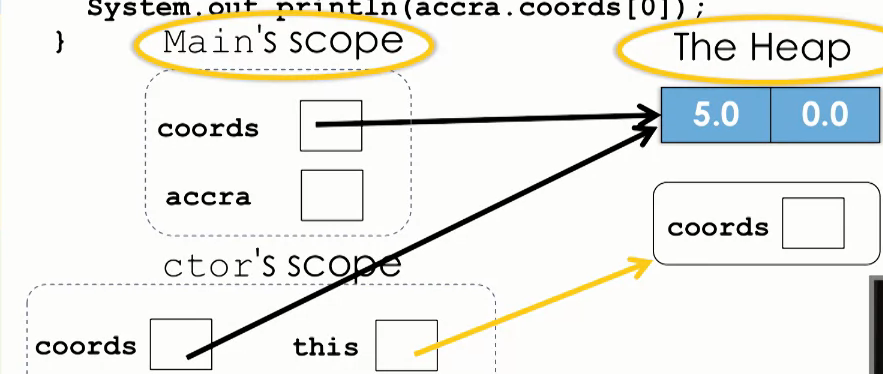 System.out.println(accra.coords[0]);
}
Main's scope
The Heap
coords
5.0 0.0
accra
coords
ctor's scope
coords
this